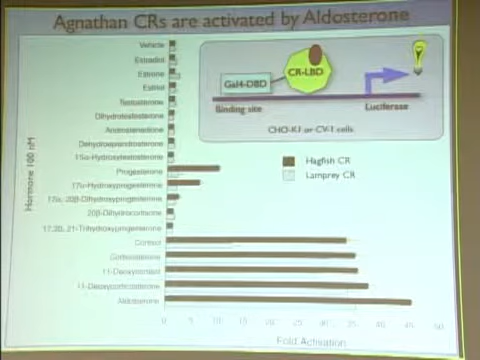 Agnathan CRs are activated by Aldosterone
Vehicle
Estradiol
Estrone
Estriol
Testosterone
Dihydrotestosterone
Androstenedione
Dehydroepiandrosterone
Progesterone
17α-Hydroxyprogesterone
17α, 20β-Dihydroxyprogesterone
20β-Dihydrocortisone
17,20, 21-Trihydroxyprogesterone
Cortisol
Corticosterone
11-Deoxycortisol
11-Deoxycorticosterone
Aldosterone
Hormone 100 nM
0 5 10 15 20 25 30 35 40 45 50
Fold Activation
Gal4-DBD
CR-LBD
Binding site
Luciferase
CHO-K1 or CV-1 cells
Hagfish CR
Lamprey CR